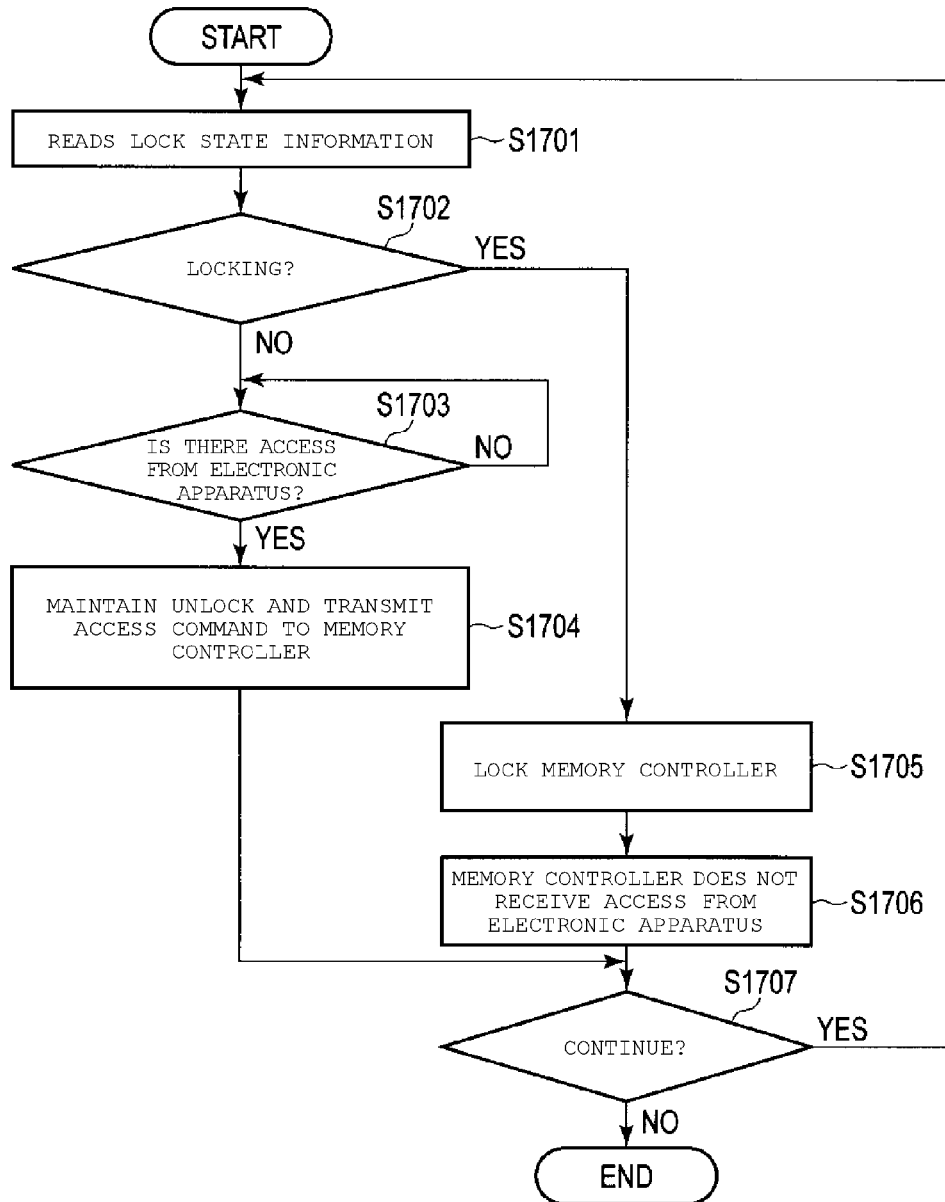 START
READS LOCK STATE INFORMATION
S1701
S1702
LOCKING?
YES
NO
S1703
IS THERE ACCESS
FROM ELECTRONIC
APPARATUS?
NO
YES
MAINTAIN UNLOCK AND TRANSMIT
ACCESS COMMAND TO MEMORY
CONTROLLER
S1704
LOCK MEMORY CONTROLLER
S1705
MEMORY CONTROLLER DOES NOT
RECEIVE ACCESS FROM
ELECTRONIC APPARATUS
S1706
S1707
CONTINUE?
YES
NO
END